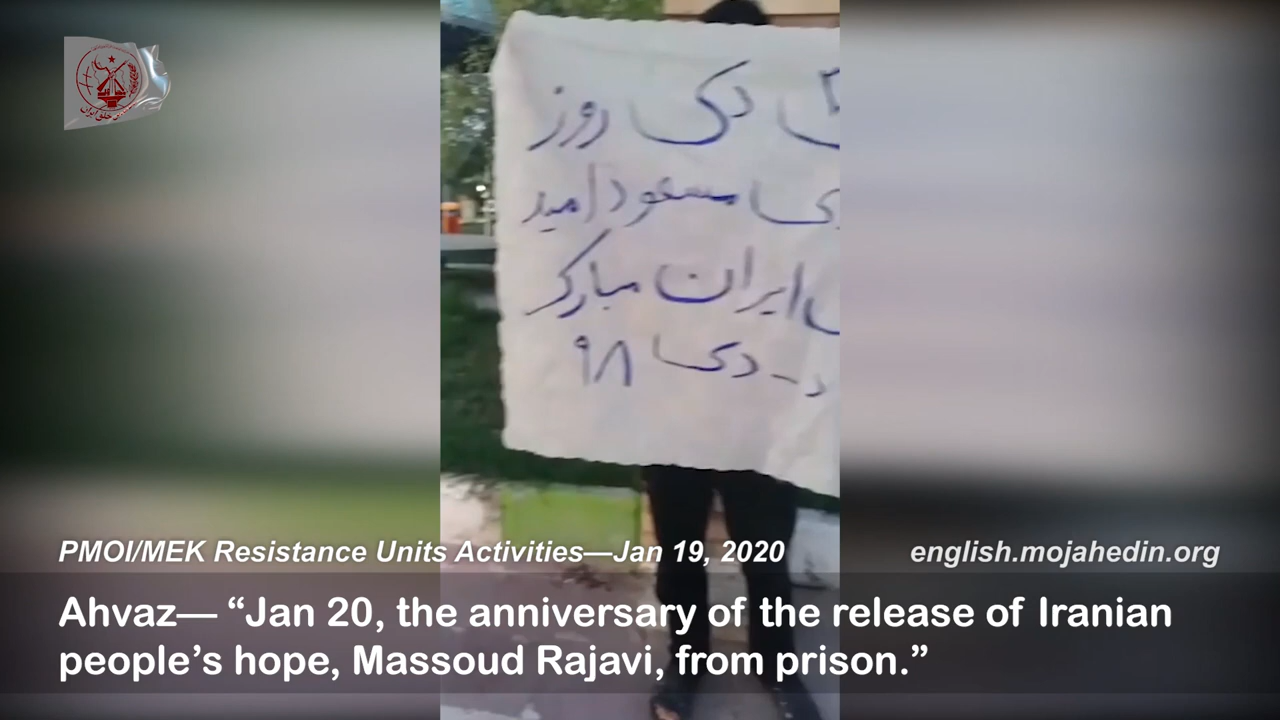 دی روز
مسعود امید
ایران مبارک
د - دی ۹۸
PMOI/MEK Resistance Units Activities—Jan 19, 2020
english.mojahedin.org
Ahvaz— “Jan 20, the anniversary of the release of Iranian
people’s hope, Massoud Rajavi, from prison.”